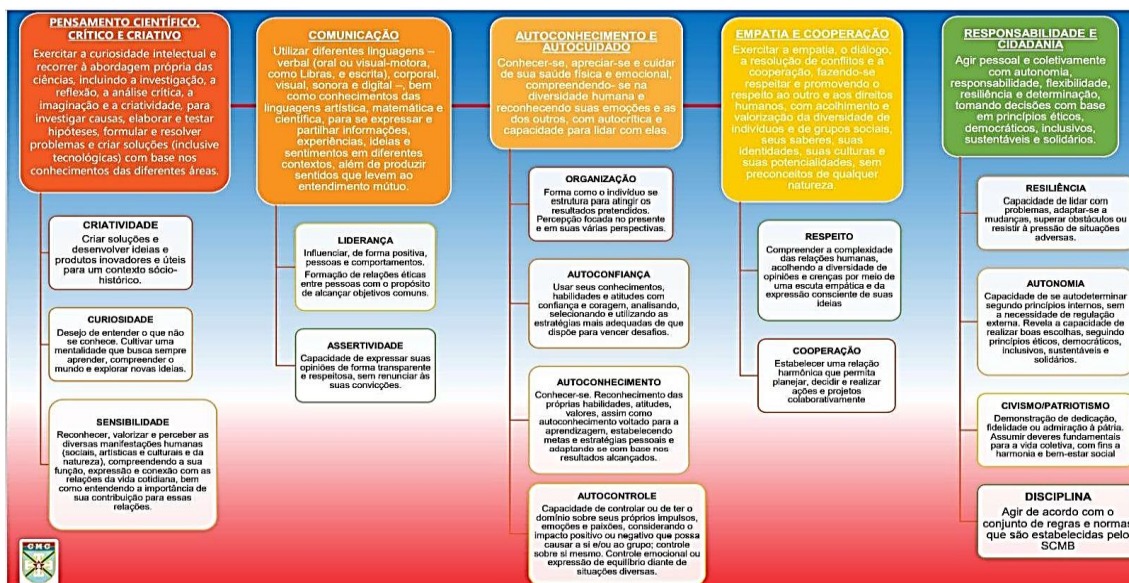 PENSAMENTO CIENTÍFICO,
CRÍTICO E CRIATIVO
Exercitar a curiosidade intelectual e
recorrer à abordagem própria das
ciências, incluindo a investigação, a
reflexão, a análise crítica, a
imaginação e a criatividade, para
investigar causas, elaborar e testar
hipóteses, formular e resolver
problemas e criar soluções (inclusive
tecnológicas) com base nos
conhecimentos das diferentes áreas.
CRIATIVIDADE
Criar soluções e
desenvolver ideias e
produtos inovadores e úteis
para um contexto sócio-
histórico.
CURIOSIDADE
Desejo de entender o que não
se conhece. Cultivar uma
mentalidade que busca sempre
aprender, compreender o
mundo e explorar novas ideias.
SENSIBILIDADE
Reconhecer, valorizar e perceber as
diversas manifestações humanas
(sociais, artísticas e culturais e da
natureza), compreendendo a sua
função, expressão e conexão com as
relações da vida cotidiana, bem
como entendendo a importância de
sua contribuição para essas
relações.
COMUNICAÇÃO
Utilizar diferentes linguagens –
verbal (oral ou visual-motora,
como Libras, e escrita), corporal,
visual, sonora e digital –, bem
como conhecimentos das
linguagens artística, matemática e
científica, para se expressar e
partilhar informações,
experiências, ideias e
sentimentos em diferentes
contextos, além de produzir
sentidos que levem ao
entendimento mútuo.
LIDERANÇA
Influenciar, de forma positiva,
pessoas e comportamentos.
Formação de relações éticas
entre pessoas com o propósito
de alcançar objetivos comuns.
ASSERTIVIDADE
Capacidade de expressar suas
opiniões de forma transparente
e respeitosa, sem renunciar às
suas convicções.
AUTOCONHECIMENTO E
AUTOCUIDADO
Conhecer-se, apreciar-se e cuidar
de sua saúde física e emocional,
compreendendo- se na
diversidade humana e
reconhecendo suas emoções e as
dos outros, com autocrítica e
capacidade para lidar com elas.
ORGANIZAÇÃO
Forma como o indivíduo se
estrutura para atingir os
resultados pretendidos.
Percepção focada no presente
e em suas várias perspectivas.
AUTOCONFIANÇA
Usar seus conhecimentos,
habilidades e atitudes com
confiança e coragem, analisando,
selecionando e utilizando as
estratégias mais adequadas de que
dispõe para vencer desafios.
AUTOCONHECIMENTO
Conhecer-se. Reconhecimento das
próprias habilidades, atitudes,
valores, assim como
autoconhecimento voltado para a
aprendizagem, estabelecendo
metas e estratégias pessoais e
adaptando se com base nos
resultados alcançados.
AUTOCONTROLE
Capacidade de controlar ou de ter o
domínio sobre seus próprios impulsos,
emoções e paixões, considerando o
impacto positivo ou negativo que possa
causar a si e/ou ao grupo; controle
sobre si mesmo. Controle emocional ou
expressão de equilíbrio diante de
situações diversas.
EMPATIA E COOPERAÇÃO
Exercitar a empatia, o diálogo,
a resolução de conflitos e a
cooperação, fazendo-se
respeitar e promovendo o
respeito ao outro e aos direitos
humanos, com acolhimento e
valorização da diversidade de
indivíduos e de grupos sociais,
seus saberes, suas
identidades, suas culturas e
suas potencialidades, sem
preconceitos de qualquer
natureza.
RESPEITO
Compreender a complexidade
das relações humanas,
acolhendo a diversidade de
opiniões e crenças por meio de
uma escuta empática e da
expressão consciente de suas
ideias
COOPERAÇÃO
Estabelecer uma relação
harmônica que permita
planejar, decidir e realizar
ações e projetos
colaborativamente
RESPONSABILIDADE E
CIDADANIA
Agir pessoal e coletivamente
com autonomia,
responsabilidade, flexibilidade,
resiliência e determinação,
tomando decisões com base
em princípios éticos,
democráticos, inclusivos,
sustentáveis e solidários.
RESILIÊNCIA
Capacidade de lidar com
problemas, adaptar-se a
mudanças, superar obstáculos ou
resistir à pressão de situações
adversas.
AUTONOMIA
Capacidade de se autodeterminar
segundo princípios internos, sem
a necessidade de regulação
externa. Revela a capacidade de
realizar boas escolhas, seguindo
princípios éticos, democráticos,
inclusivos, sustentáveis e
solidários.
CIVISMO/PATRIOTISMO
Demonstração de dedicação,
fidelidade ou admiração à pátria.
Assumir deveres fundamentais
para a vida coletiva, com fins a
harmonia e bem-estar social
DISCIPLINA
Agir de acordo com o
conjunto de regras e normas
que são estabelecidas pelo
SCMB
CMC